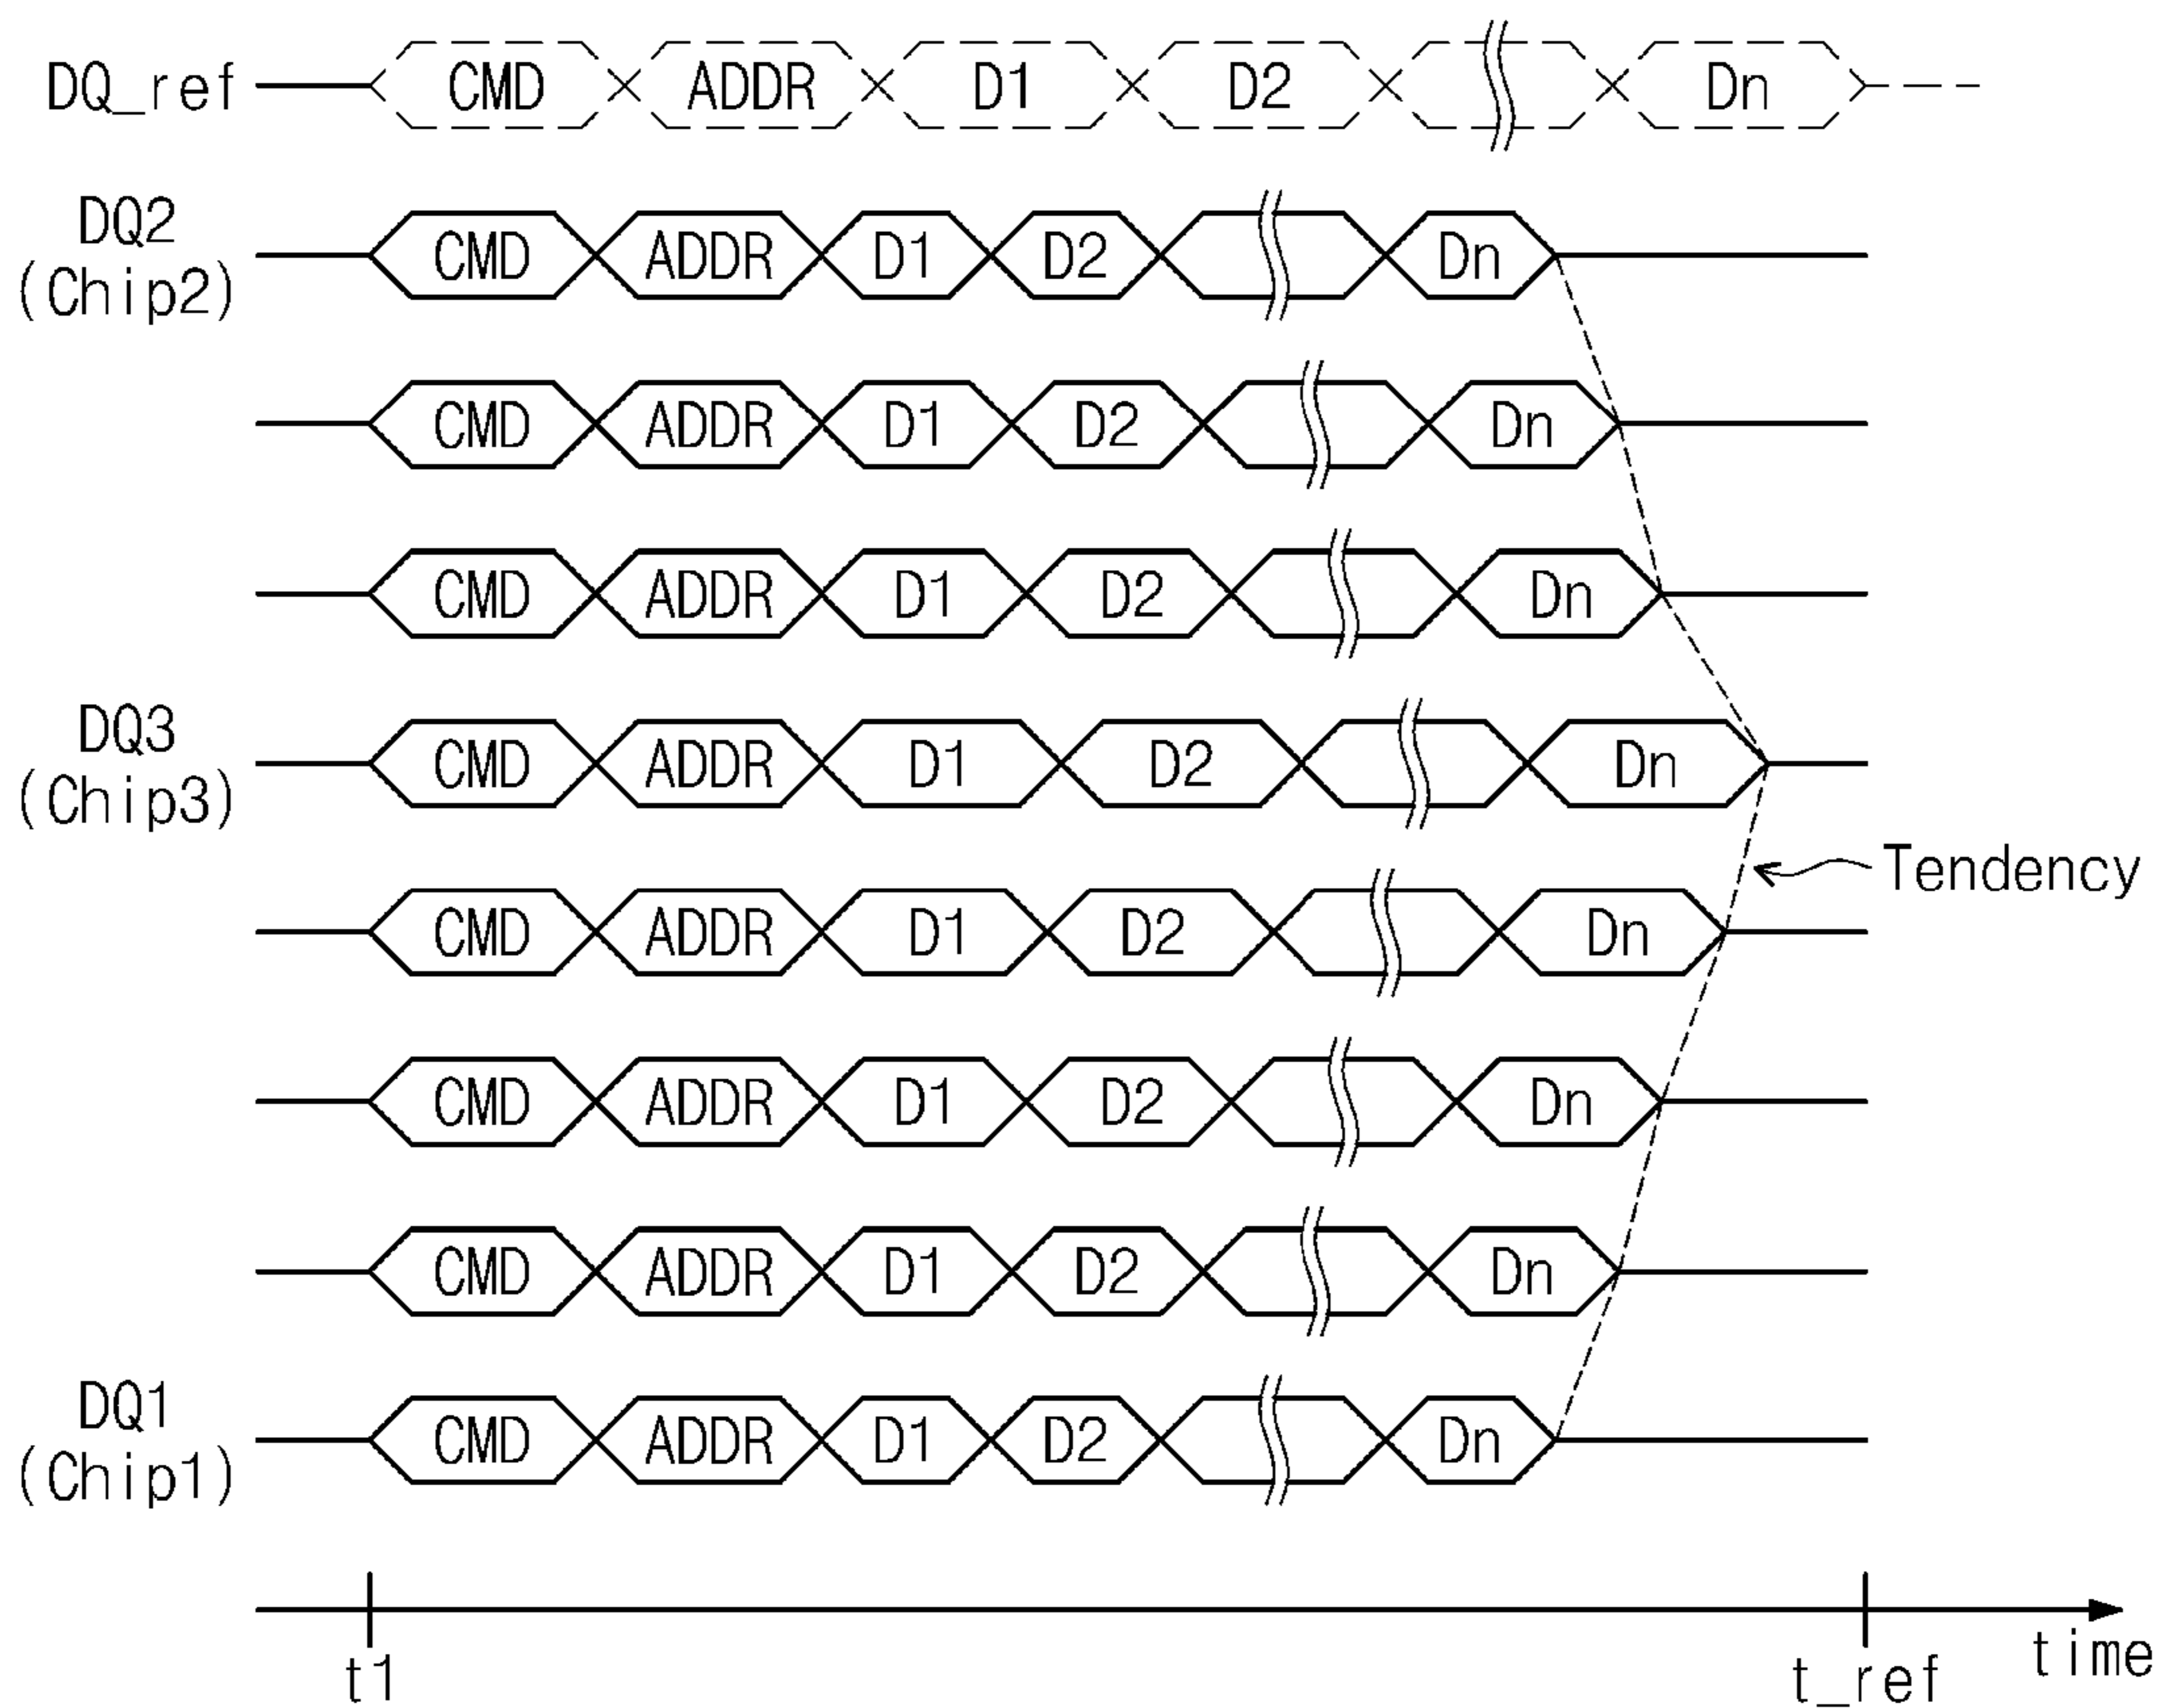 DQ_ref CMD ADDR D1 D2 Dn
DQ2
(Chip2)
CMD ADDR D1 D2 Dn
CMD ADDR D1 D2 Dn
CMD ADDR D1 D2 Dn
DQ3
(Chip3)
CMD ADDR D1 D2 Dn
Tendency
CMD ADDR D1 D2 Dn
CMD ADDR D1 D2 Dn
CMD ADDR D1 D2 Dn
DQ1
(Chip1)
CMD ADDR D1 D2 Dn
t1 t_ref time